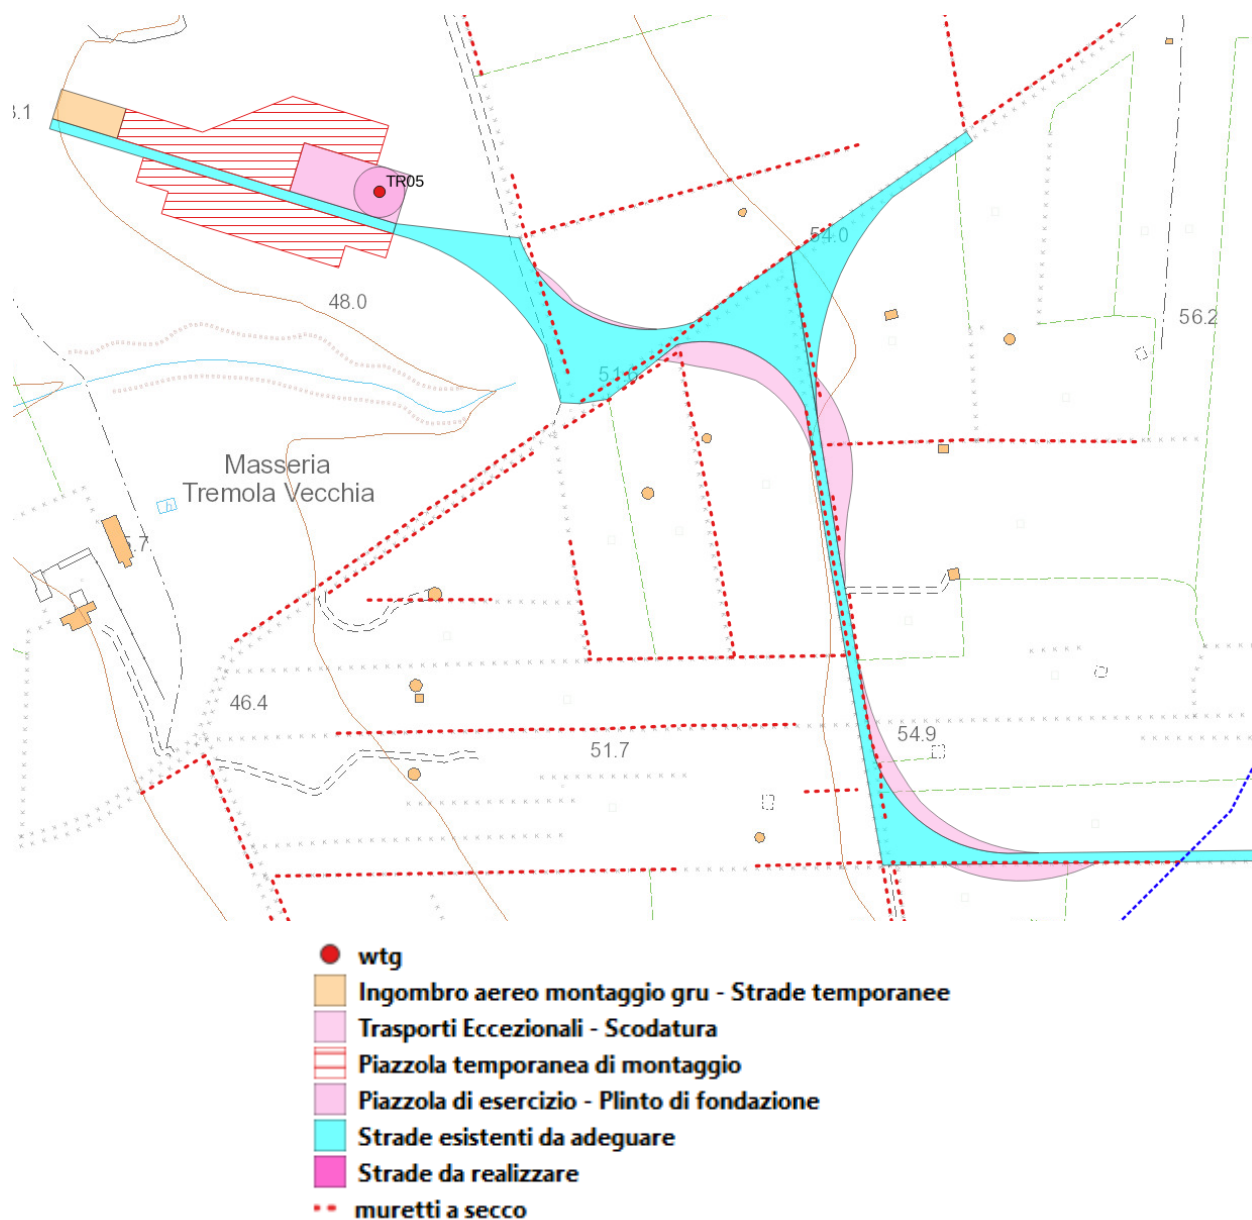 TR05
54.0
48.0
56.2
Masseria
Tremola Vecchia
46.4
51.7
54.9
wtg
Ingombro aereo montaggio gru - Strade temporanee
Trasporti Eccezionali - Scodatura
Piazzola temporanea di montaggio
Piazzola di esercizio - Plinto di fondazione
Strade esistenti da adeguare
Strade da realizzare
muretti a secco